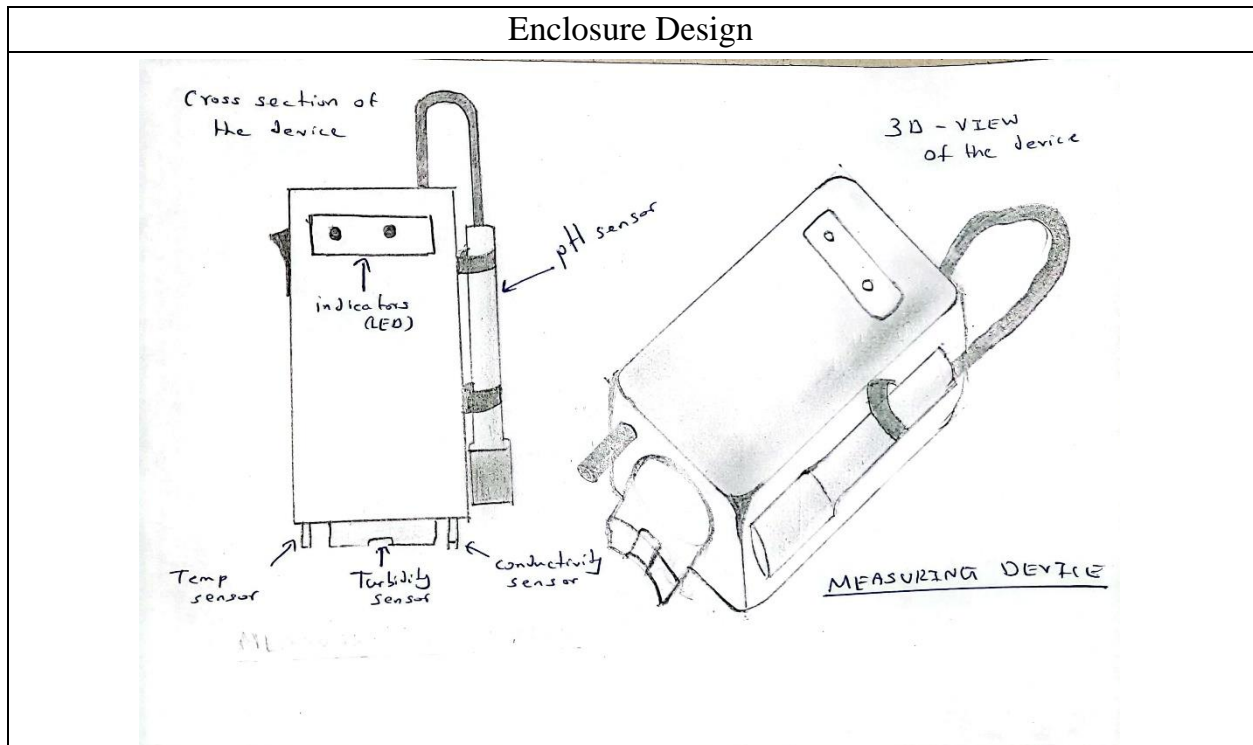 Enclosure Design
Cross section of
the device
3D - VIEW
of the device
pH sensor
indicators
(LED)
Temp
sensor
Turbidity
sensor
conductivity
sensor
MEASURING DEVICE